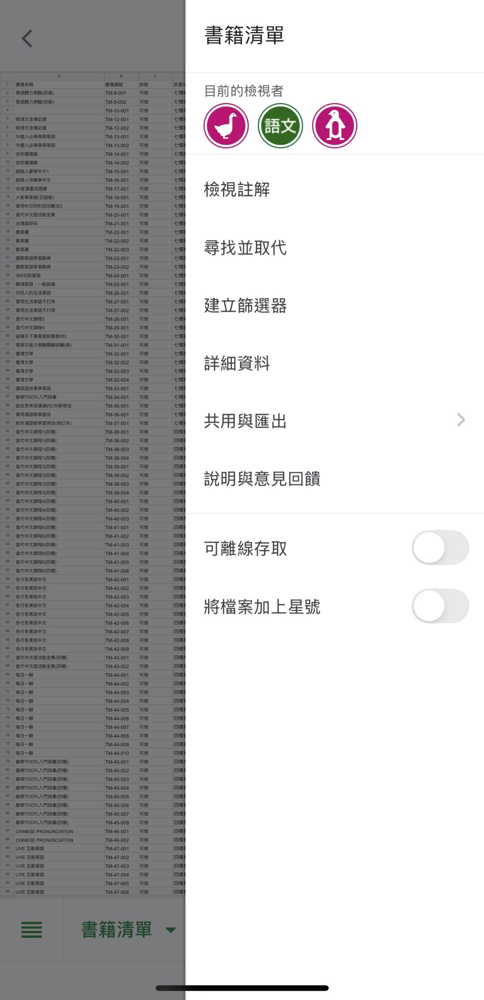 書籍清單
目前的檢視者
語文
檢視註解
尋找並取代
建立篩選器
詳細資料
共用與匯出
說明與意見回饋
可離線存取
將檔案加上星號
A B C
1 書籍名稱 書籍編號 狀態 放置
2 華語聽力測驗(初級) TM-9-001 可借 七樓
3 華語聽力測驗(初級) TM-9-002 可借 七樓
4 TM-10-001 可借 七樓
5 明清文言傳記選 TM-12-001 可借 七樓
6 明清文言傳記選 TM-12-002 可借 七樓
7 外國人必學商務華語 TM-13-001 可借 七樓
8 外國人必學商務華語 TM-13-002 可借 七樓
9 迷你廣播劇 TM-14-001 可借 七樓
10 迷你廣播劇 TM-14-002 可借 七樓
11 越南人愛學中文1 TM-15-001 可借 七樓
12 越南人快樂學中文 TM-16-001 可借 七樓
13 30堂漫畫成語課 TM-17-001 可借 七樓
14 大家學華語(日語版) TM-18-001 可借 七樓
15 實用中日同形詞攻略法3 TM-19-001 可借 七樓
16 當代中文語法點全集 TM-20-001 可借 七樓
17 台灣超好玩 TM-21-001 可借 七樓
18 愛美麗 TM-22-001 可借 七樓
19 愛美麗 TM-22-002 可借 七樓
20 愛美麗 TM-22-003 可借 七樓
21 國際華語學習辭典 TM-23-001 可借 七樓
22 國際華語學習辭典 TM-23-002 可借 七樓
23 300句說華語 TM-24-001 可借 七樓
24 職場華語，一點就通 TM-25-001 可借 七樓
25 印尼人的生活華語 TM-26-001 可借 七樓
26 實用生活華語不打烊 TM-27-001 可借 七樓
27 實用生活華語不打烊 TM-27-002 可借 七樓
28 當代中文課程3 TM-28-001 可借 七樓
29 當代中文課程4 TM-29-001 可借 七樓
30 縱橫天下事華語新聞教材2 TM-30-001 可借 七樓
31 華語文能力測驗關鍵詞彙(高) TM-31-001 可借 七樓
32 臺灣文學 TM-32-001 可借 七樓
33 臺灣文學 TM-32-002 可借 七樓
34 臺灣文學 TM-32-003 可借 七樓
35 臺灣文學 TM-32-004 可借 七樓
36 讀成語故事學華語 TM-33-001 可借 七樓
37 趣學TOCFL入門詞囊 TM-34-001 可借 七樓
38 結合思考與溝通的CSI教學法 TM-35-001 可借 七樓
39 實用漢語教學語法 TM-36-001 可借 七樓
40 對外漢語教學實用法(修訂本) TM-37-001 可借 七樓
41 當代中文課程1(四樓) TM-38-001 可借 四樓
42 當代中文課程1(四樓) TM-38-002 可借 四樓
43 當代中文課程1(四樓) TM-38-003 可借 四樓
44 當代中文課程1(四樓) TM-38-004 可借 四樓
45 當代中文課程3(四樓) TM-39-001 可借 四樓
46 當代中文課程3(四樓) TM-39-002 可借 四樓
47 當代中文課程3(四樓) TM-39-003 可借 四樓
48 當代中文課程3(四樓) TM-39-004 可借 四樓
49 當代中文課程4(四樓) TM-40-001 可借 四樓
50 當代中文課程4(四樓) TM-40-002 可借 四樓
51 當代中文課程4(四樓) TM-40-003 可借 四樓
52 當代中文課程6(四樓) TM-41-001 可借 四樓
53 當代中文課程6(四樓) TM-41-002 可借 四樓
54 當代中文課程6(四樓) TM-41-003 可借 四樓
55 當代中文課程6(四樓) TM-41-004 可借 四樓
56 當代中文課程6(四樓) TM-41-005 可借 四樓
57 當代中文課程6(四樓) TM-41-006 可借 四樓
58 各行各業說中文 TM-42-001 可借 四樓
59 各行各業說中文 TM-42-002 可借 四樓
60 各行各業說中文 TM-42-003 可借 四樓
61 各行各業說中文 TM-42-004 可借 四樓
62 各行各業說中文 TM-42-005 可借 四樓
63 各行各業說中文 TM-42-006 可借 四樓
64 各行各業說中文 TM-42-007 可借 四樓
65 各行各業說中文 TM-42-008 可借 四樓
66 各行各業說中文 TM-42-009 可借 四樓
67 當代中文語法點全集(四樓) TM-43-001 可借 四樓
68 當代中文語法點全集(四樓) TM-43-002 可借 四樓
69 每日一辭 TM-44-001 可借 四樓
70 每日一辭 TM-44-002 可借 四樓
71 每日一辭 TM-44-003 可借 四樓
72 每日一辭 TM-44-004 可借 四樓
73 每日一辭 TM-44-005 可借 四樓
74 每日一辭 TM-44-006 可借 四樓
75 每日一辭 TM-44-007 可借 四樓
76 每日一辭 TM-44-008 可借 四樓
77 每日一辭 TM-44-009 可借 四樓
78 每日一辭 TM-44-010 可借 四樓
79 趣學TOCFL入門詞囊(四樓) TM-45-001 可借 四樓
80 趣學TOCFL入門詞囊(四樓) TM-45-002 可借 四樓
81 趣學TOCFL入門詞囊(四樓) TM-45-003 可借 四樓
82 趣學TOCFL入門詞囊(四樓) TM-45-004 可借 四樓
83 趣學TOCFL入門詞囊(四樓) TM-45-005 可借 四樓
84 趣學TOCFL入門詞囊(四樓) TM-45-006 可借 四樓
85 趣學TOCFL入門詞囊(四樓) TM-45-007 可借 四樓
86 趣學TOCFL入門詞囊(四樓) TM-45-008 可借 四樓
87 CHINESE PRONUNCIATION TM-46-001 可借 四樓
88 CHINESE PRONUNCIATION TM-46-002 可借 四樓
89 LIVE 互動華語 TM-47-001 可借 四樓
90 LIVE 互動華語 TM-47-002 可借 四樓
91 LIVE 互動華語 TM-47-003 可借 四樓
92 LIVE 互動華語 TM-47-004 可借 四樓
93 LIVE 互動華語 TM-47-005 可借 四樓
94 LIVE 互動華語 TM-47-006 可借 四樓
書籍清單